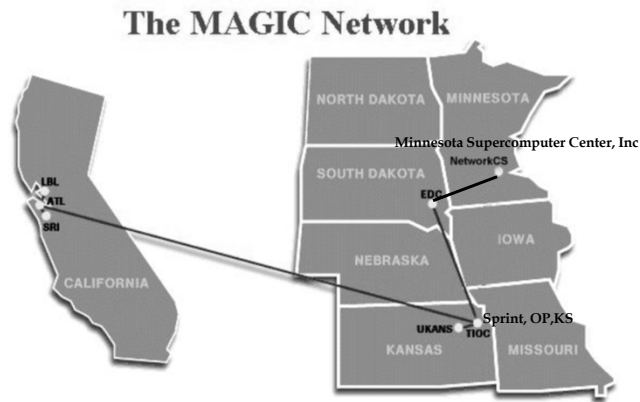 The MAGIC Network
NORTH DAKOTA
MINNESOTA
Minnesota Supercomputer Center, Inc
NetworkCS
SOUTH DAKOTA
EDC
LBL
ATL
SRI
IOWA
NEBRASKA
CALIFORNIA
Sprint, OP,KS
UKANS
TIOC
KANSAS
MISSOURI